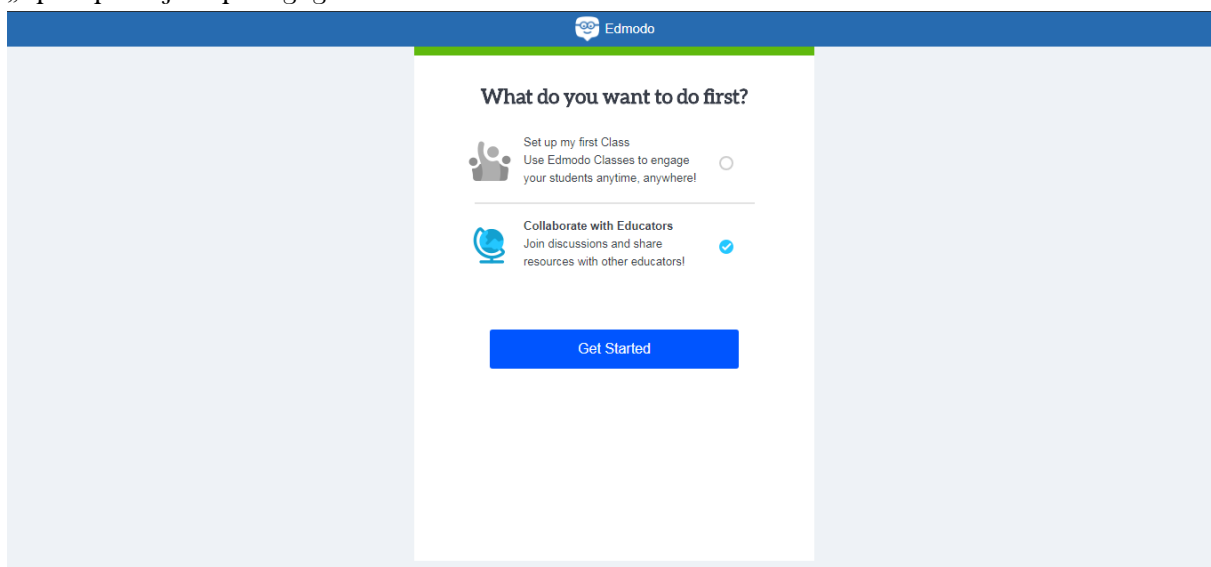 Edmodo
What do you want to do first?
Set up my first Class
Use Edmodo Classes to engage
your students anytime, anywhere!
Collaborate with Educators
Join discussions and share
resources with other educators!
Get Started